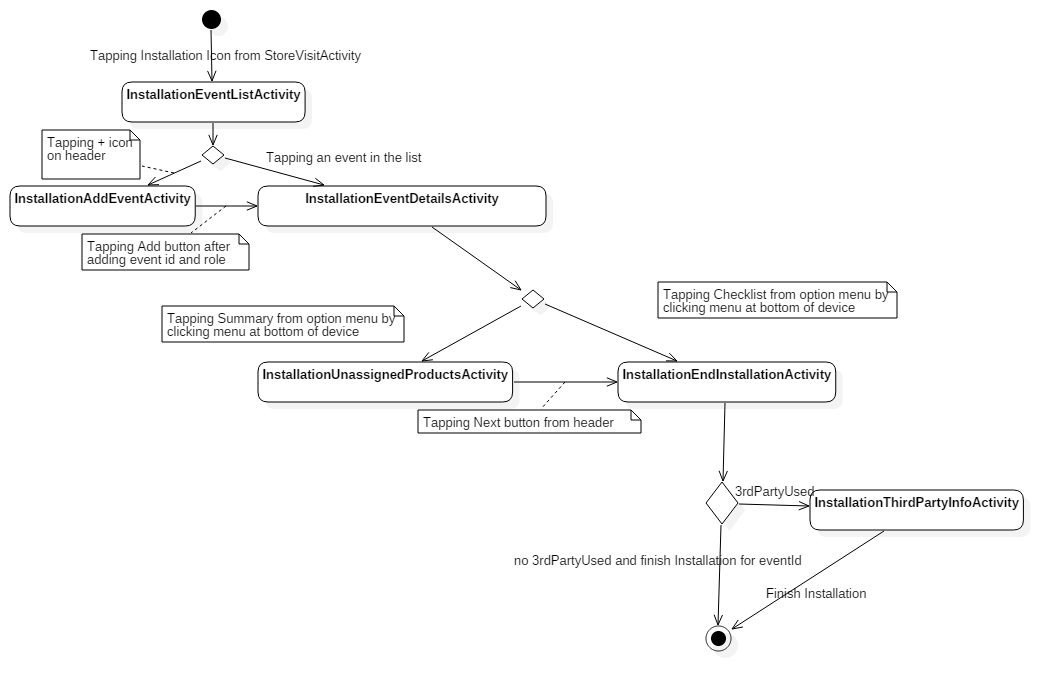 Tapping Installation Icon from StoreVisitActivity
InstallationEventListActivity
Tapping + icon
on header
Tapping an event in the list
InstallationAddEventActivity
InstallationEventDetailsActivity
Tapping Add button after
adding event id and role
Tapping Summary from option menu by
clicking menu at bottom of device
Tapping Checklist from option menu by
clicking menu at bottom of device
InstallationUnassignedProductsActivity
InstallationEndInstallationActivity
Tapping Next button from header
3rdPartyUsed
InstallationThirdPartyInfoActivity
no 3rdPartyUsed and finish Installation for eventId
Finish Installation